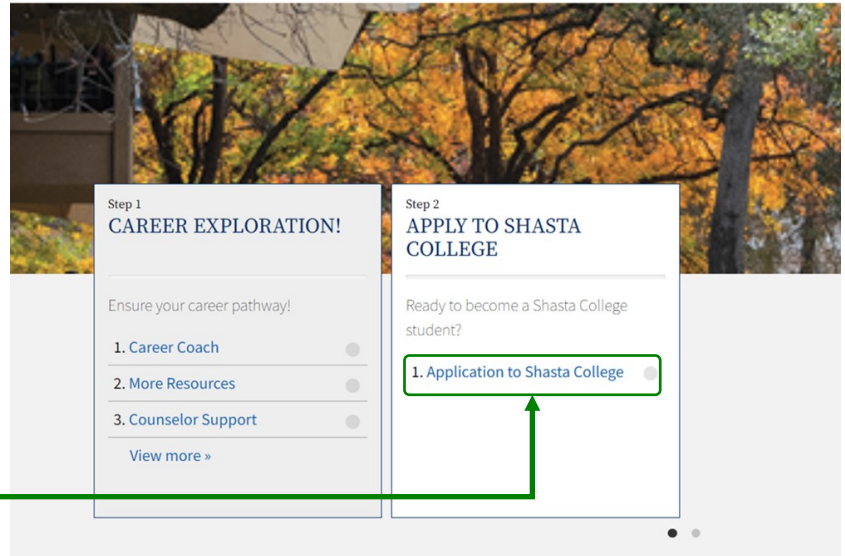 Step 1
CAREER EXPLORATION!
Ensure your career pathway!
1. Career Coach
2. More Resources
3. Counselor Support
View more »
Step 2
APPLY TO SHASTA
COLLEGE
Ready to become a Shasta College
student?
1. Application to Shasta College